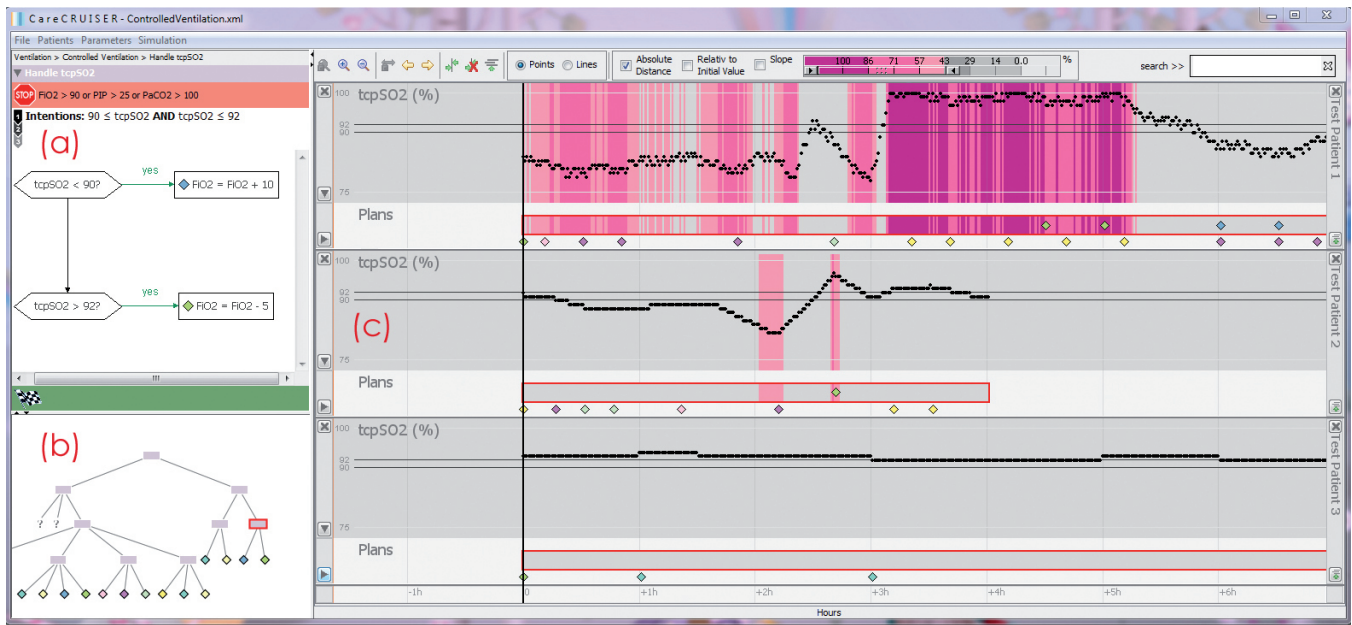 CareCRUISER - ControlledVentilation.xml
File Patients Parameters Simulation
Ventilation > Controlled Ventilation > Handle tcpSO2
Handle tcpSO2
STOP FiO2 > 90 or PIP > 25 or PaCO2 > 100
1 Intentions: 90 ≤ tcpSO2 AND tcpSO2 ≤ 92
(a)
tcpSO2 < 90?
yes
FiO2 = FiO2 + 10
tcpSO2 > 92?
yes
FiO2 = FiO2 - 5
(b)
? ?
Points Lines
Absolute Distance
Relativ to Initial Value
Slope
100 86 71 57 43 29 14 0.0 %
search >>
100 tcpSO2 (%)
92
90
75
Plans
Test Patient 1
100 tcpSO2 (%)
92
90
(c)
75
Plans
Test Patient 2
100 tcpSO2 (%)
92
90
75
Plans
Test Patient 3
-1h 0 +1h +2h +3h +4h +5h +6h
Hours